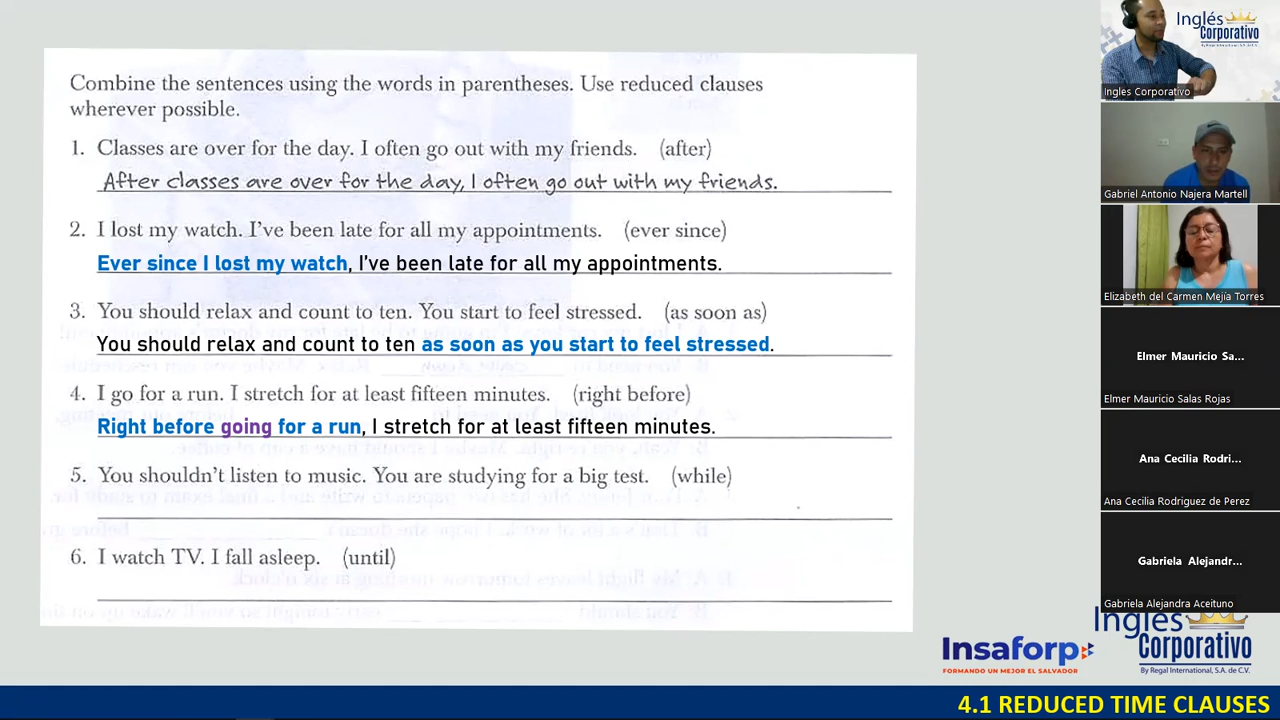 Combine the sentences using the words in parentheses. Use reduced clauses
wherever possible.
1. Classes are over for the day. I often go out with my friends. (after)
After classes are over for the day, I often go out with my friends.
2. I lost my watch. I've been late for all my appointments. (ever since)
Ever since I lost my watch, I've been late for all my appointments.
3. You should relax and count to ten. You start to feel stressed. (as soon as)
You should relax and count to ten as soon as you start to feel stressed.
4. I go for a run. I stretch for at least fifteen minutes. (right before)
Right before going for a run, I stretch for at least fifteen minutes.
5. You shouldn't listen to music. You are studying for a big test. (while)
6. I watch TV. I fall asleep. (until)
Inglés
Corporativo
By Regal International, S.A. de C.V.
Ingles Corporativo
Gabriel Antonio Najera Martell
Elizabeth del Carmen Mejía Torres
Elmer Mauricio Sa...
Elmer Mauricio Salas Rojas
Ana Cecilia Rodri...
Ana Cecilia Rodriguez de Perez
Gabriela Alejandr...
Gabriela Alejandra Aceituno
Insaforp
FORMANDO UN MEJOR EL SALVADOR
Inglés
Corporativo
By Regal International, S.A. de C.V.
4.1 REDUCED TIME CLAUSES